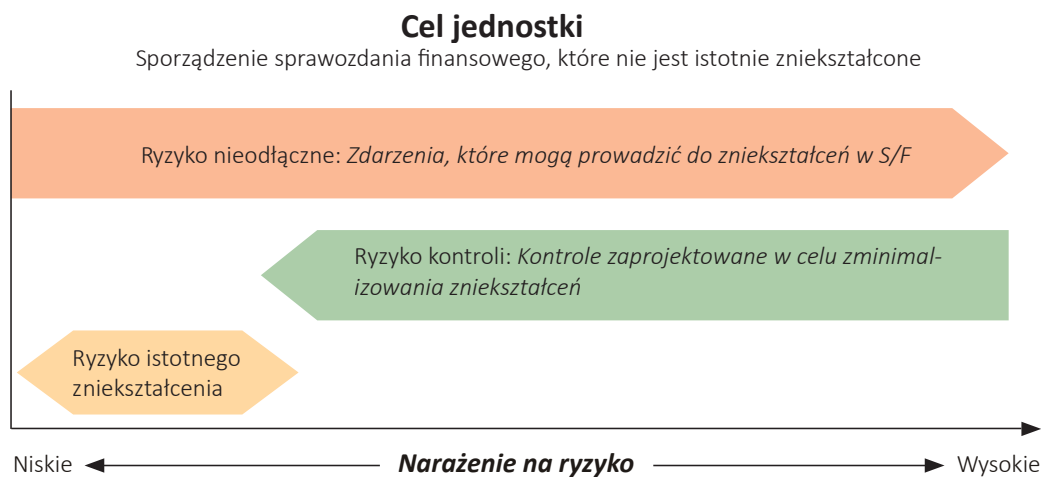 Cel jednostki
Sporządzenie sprawozdania finansowego, które nie jest istotnie zniekształcone
Ryzyko nieodłączne: Zdarzenia, które mogą prowadzić do zniekształceń w S/F
Ryzyko kontroli: Kontrole zaprojektowane w celu zminimal-
izowania zniekształceń
Ryzyko istotnego
zniekształcenia
Niskie Narażenie na ryzyko Wysokie